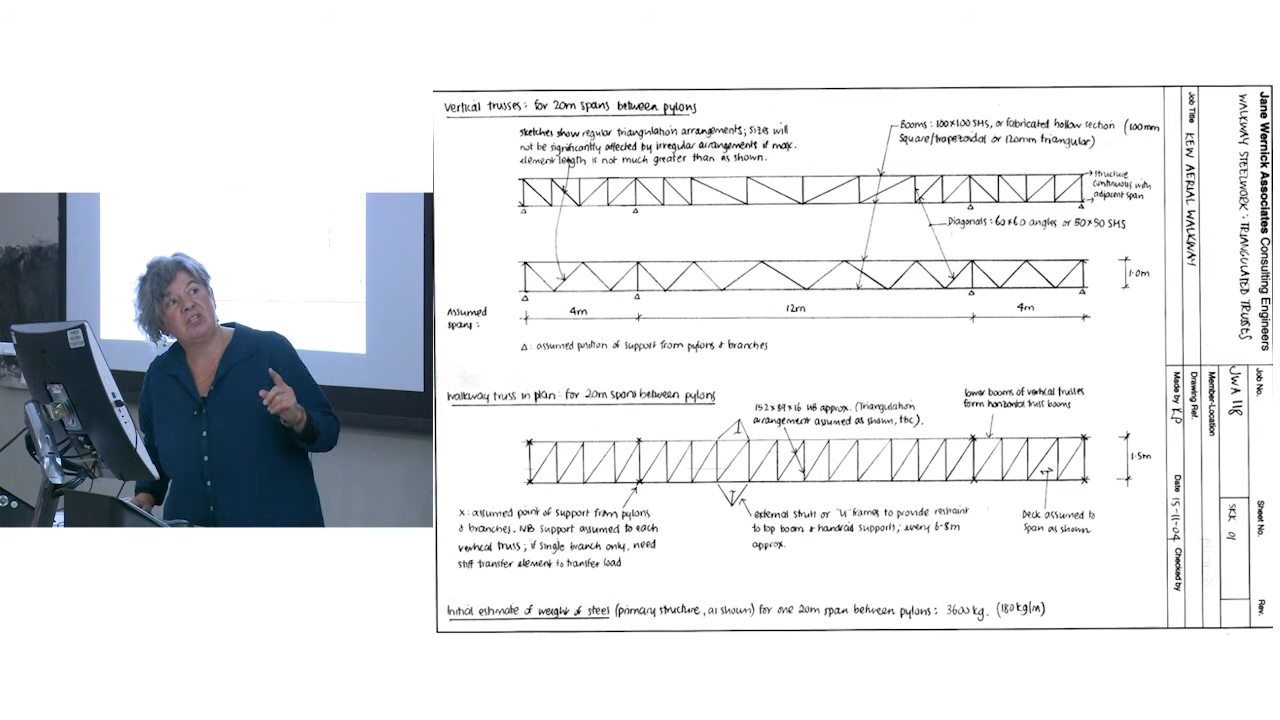 Vertical trusses: for 20m spans between pylons
sketches show regular triangulation arrangements; sizes will
not be significantly affected by irregular arrangements if max.
element length is not much greater than as shown.
Booms: 100x100 SHS, or fabricated hollow section (100mm
square/trapezoidal or 120mm triangular)
structure
continuous with
adjacent span
Diagonals: 60x60 angles or 50x50 SHS
1.0m
Assumed
spans:
4m
12m
4m
Δ: assumed position of support from pylons & branches
Walkway truss in plan: for 20m spans between pylons
152x89x16 UB approx. (Triangulation
arrangement assumed as shown, tbc).
lower booms of vertical trusses
form horizontal truss booms
1.5m
x: assumed point of support from pylons
& branches. NB support assumed to each
vertical truss; if single branch only, need
stiff transfer element to transfer load
external struts or "U" frames to provide restraint
to top boom & handrail supports; every 6-8m
approx.
Deck assumed to
span as shown
Initial estimate of weight of steel (primary structure, as shown) for one 20m span between pylons: 3600kg. (180kg/m)
Jane Wernick Associates Consulting Engineers
WALKWAY STEELWORK: TRIANGULATED TRUSSES
Job Title KEW AERIAL WALKWAY
Job No.
JWA 118
Sheet No.
SKK 01
Rev.
Member-Location
Drawing Ref.
Made by KP
Date 15-11-04
Checked by